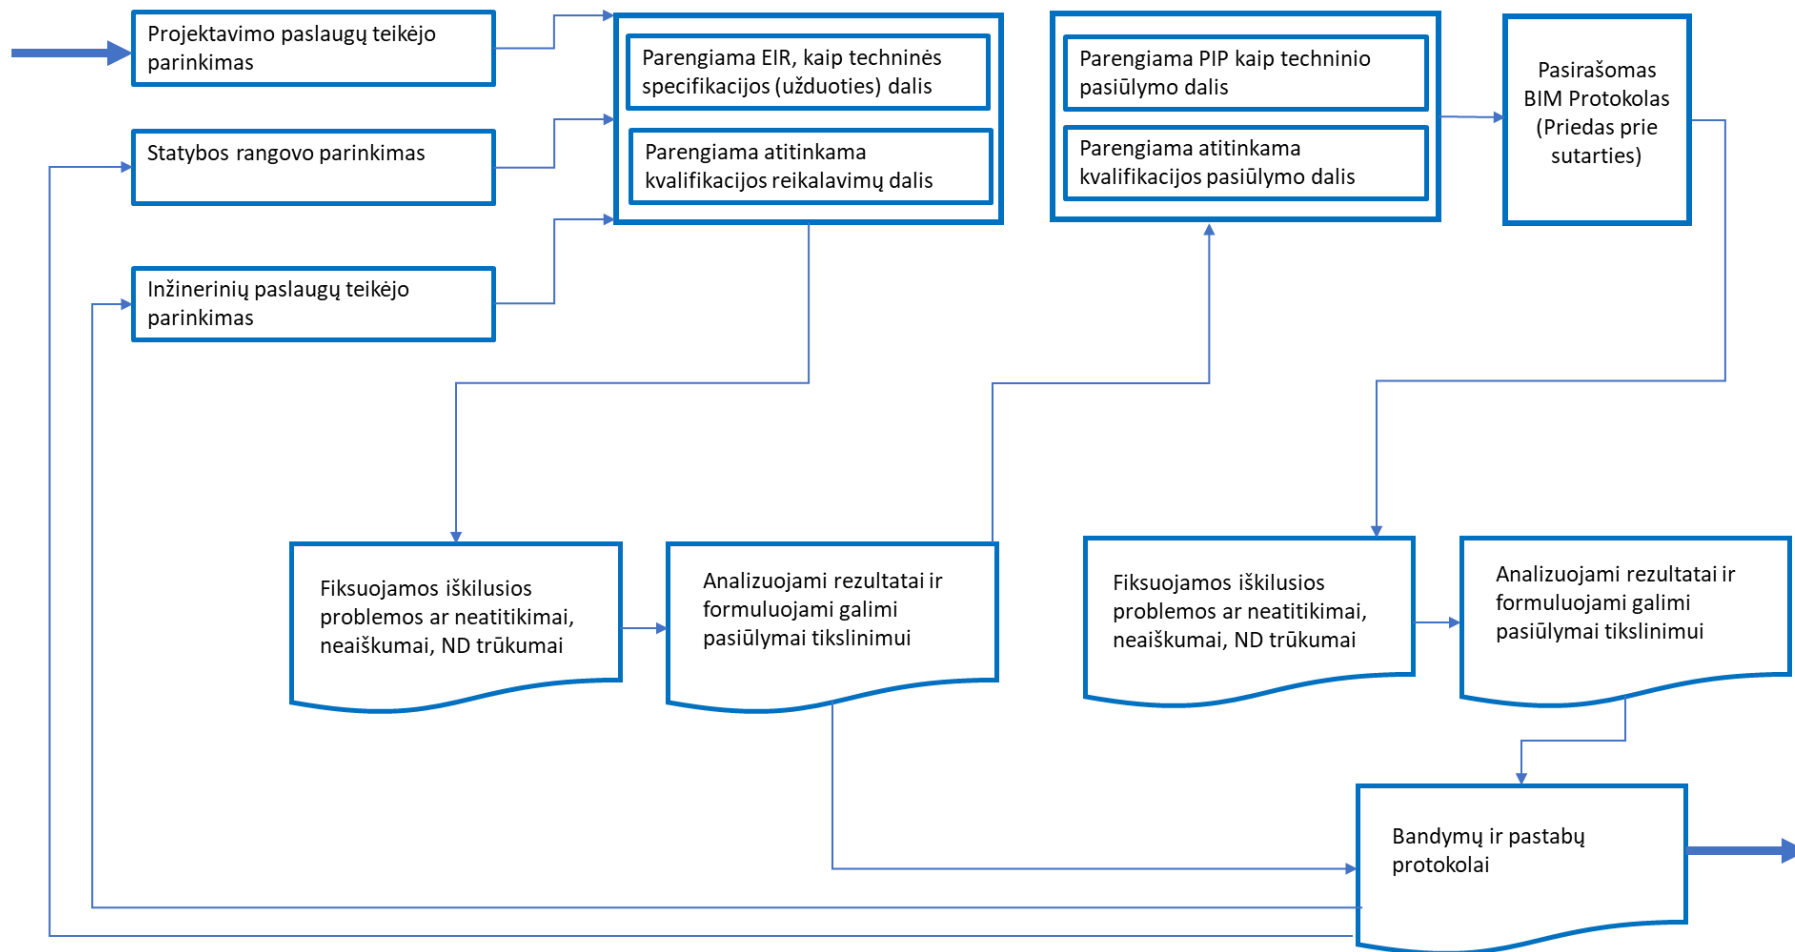 Projektavimo paslaugų teikėjo
parinkimas
Statybos rangovo parinkimas
Inžinerinių paslaugų teikėjo
parinkimas
Parengiama EIR, kaip techninės
specifikacijos (užduoties) dalis
Parengiama atitinkama
kvalifikacijos reikalavimų dalis
Parengiama PIP kaip techninio
pasiūlymo dalis
Parengiama atitinkama
kvalifikacijos pasiūlymo dalis
Pasirašomas
BIM Protokolas
(Priedas prie
sutarties)
Fiksuojamos iškilusios
problemos ar neatitikimai,
neaiškumai, ND trūkumai
Analizuojami rezultatai ir
formuluojami galimi
pasiūlymai tikslinimui
Fiksuojamos iškilusios
problemos ar neatitikimai,
neaiškumai, ND trūkumai
Analizuojami rezultatai ir
formuluojami galimi
pasiūlymai tikslinimui
Bandymų ir pastabų
protokolai